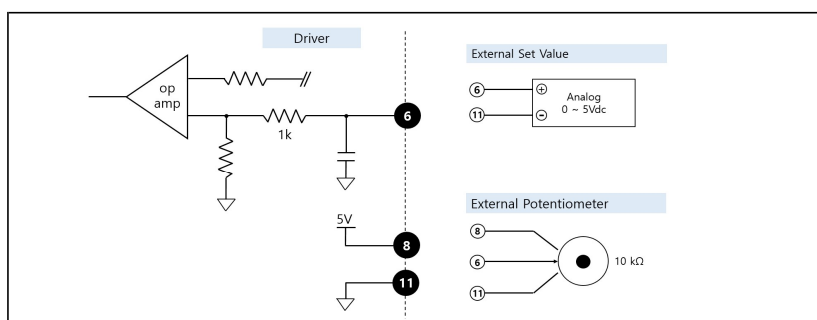 Driver
op
amp
1k
6
5V
8
11
External Set Value
6
11
+
−
Analog
0 ~ 5Vdc
External Potentiometer
8
6
11
10 kΩ